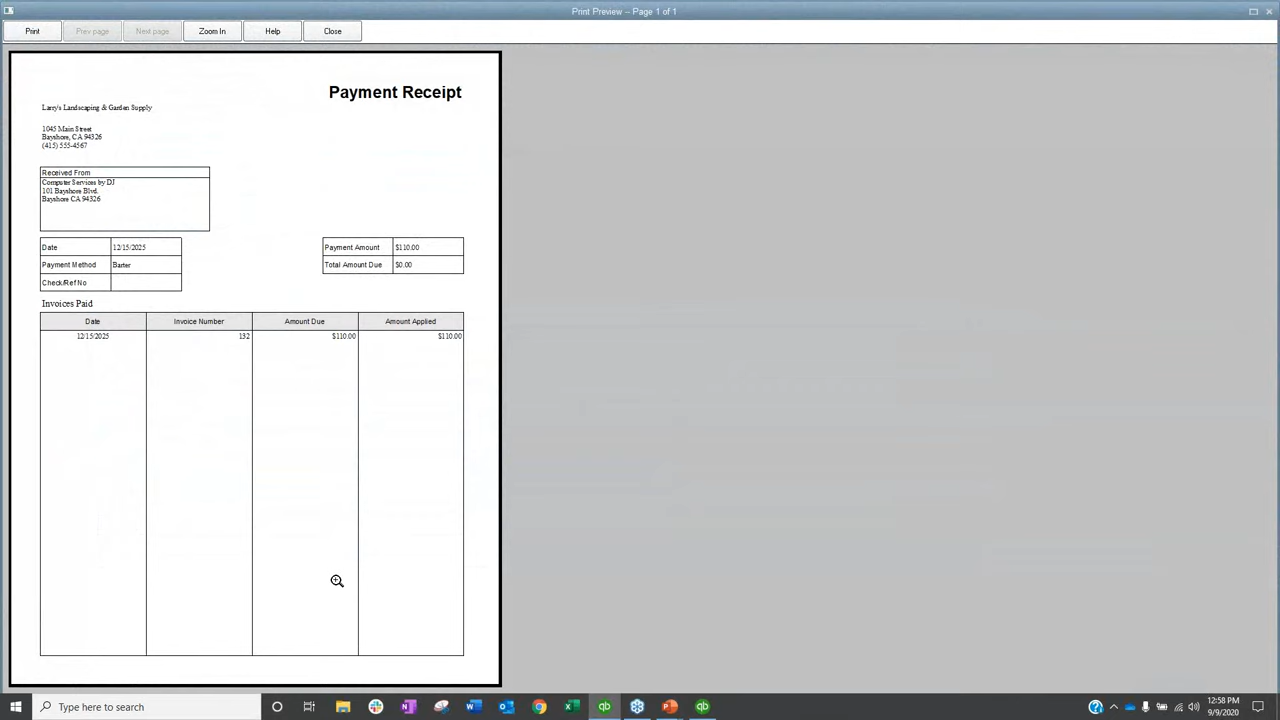 Print Preview -- Page 1 of 1
Print Prev page Next page Zoom In Help Close
Payment Receipt
Larry's Landscaping & Garden Supply
1045 Main Street
Bayshore, CA 94326
(415) 555-4567
Received From
Computer Services by DJ
101 Bayshore Blvd.
Bayshore CA 94326
Date 12/15/2025 Payment Amount $110.00
Payment Method Barter Total Amount Due $0.00
Check/Ref No
Invoices Paid
Date Invoice Number Amount Due Amount Applied
12/15/2025 132 $110.00 $110.00
Type here to search
12:58 PM
9/9/2020